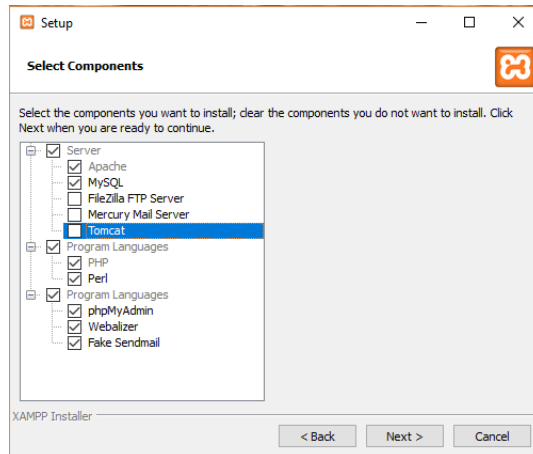 Setup
Select Components
Select the components you want to install; clear the components you do not want to install. Click
Next when you are ready to continue.
Server
Apache
MySQL
FileZilla FTP Server
Mercury Mail Server
Tomcat
Program Languages
PHP
Perl
Program Languages
phpMyAdmin
Webalizer
Fake Sendmail
XAMPP Installer
< Back
Next >
Cancel